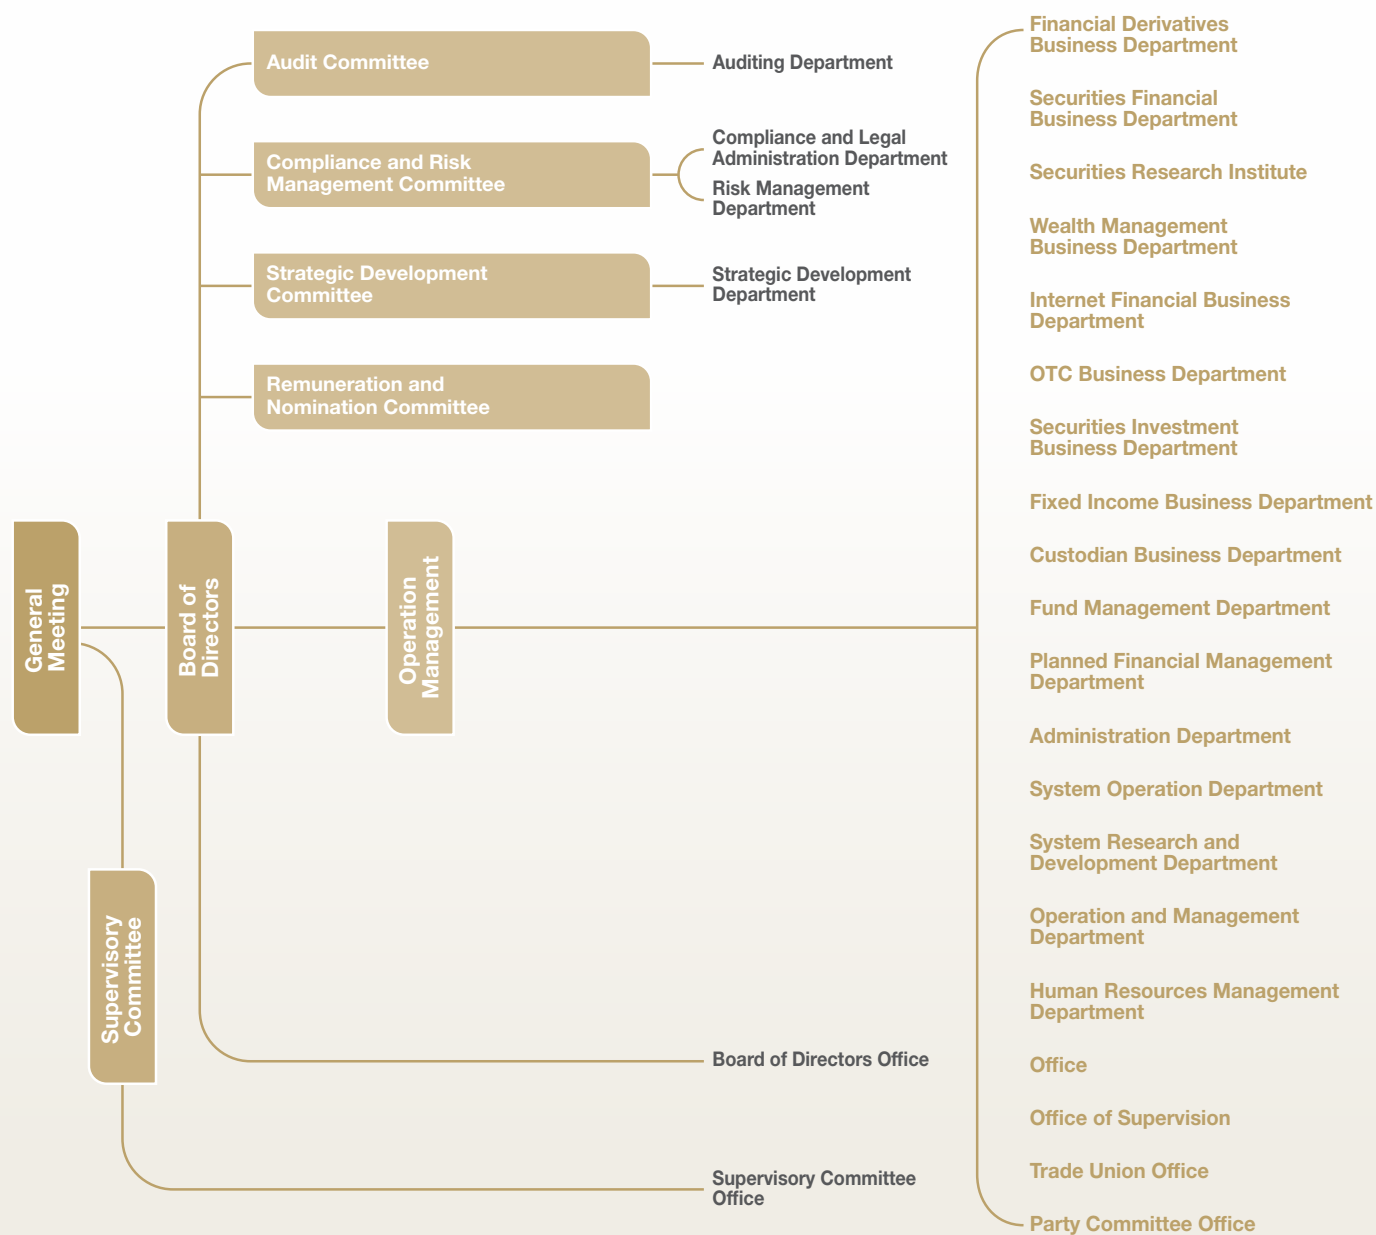 Audit Committee
Auditing Department
Compliance and Risk
Management Committee
Compliance and Legal
Administration Department
Risk Management
Department
Strategic Development
Committee
Strategic Development
Department
Remuneration and
Nomination Committee
General
Meeting
Board of
Directors
Operation
Management
Supervisory
Committee
Board of Directors Office
Supervisory Committee
Office
Financial Derivatives
Business Department
Securities Financial
Business Department
Securities Research Institute
Wealth Management
Business Department
Internet Financial Business
Department
OTC Business Department
Securities Investment
Business Department
Fixed Income Business Department
Custodian Business Department
Fund Management Department
Planned Financial Management
Department
Administration Department
System Operation Department
System Research and
Development Department
Operation and Management
Department
Human Resources Management
Department
Office
Office of Supervision
Trade Union Office
Party Committee Office